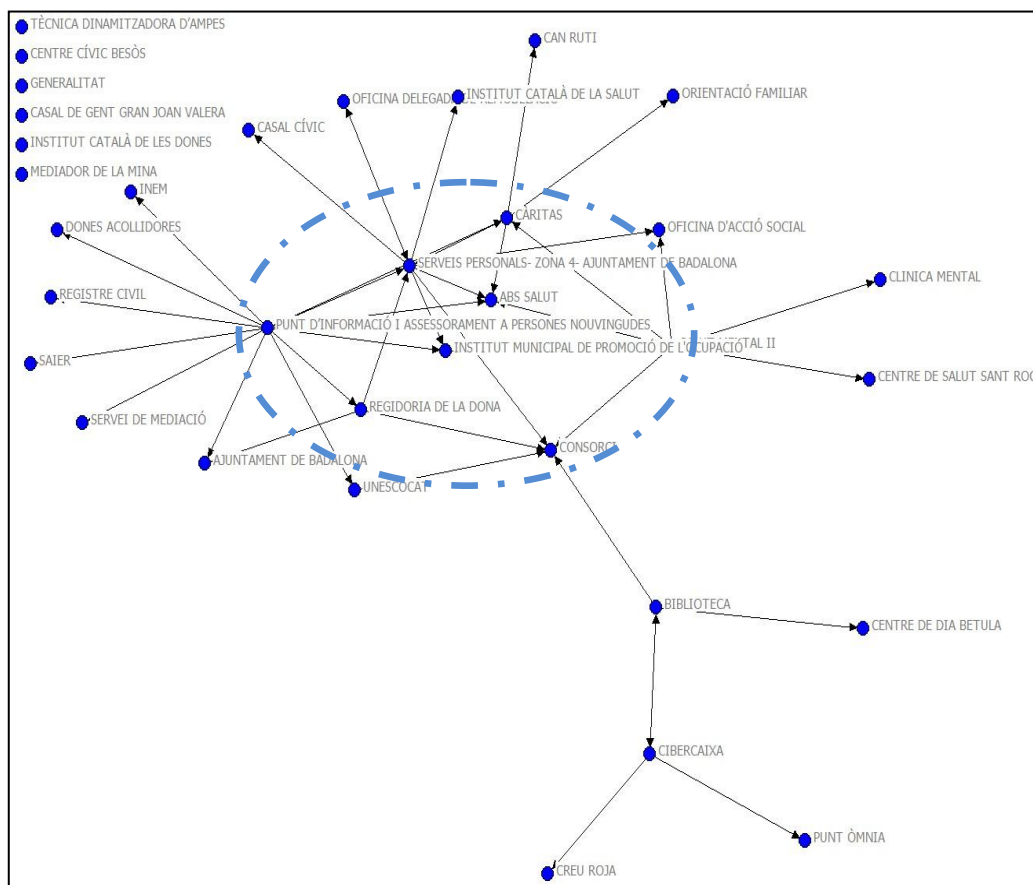 TÈCNICA DINAMITZADORA D'AMPES
CAN RUTI
CENTRE CÍVIC BESÒS
GENERALITAT
OFICINA DELEGADA DE REMODELACIÓ
INSTITUT CATALÀ DE LA SALUT
ORIENTACIÓ FAMILIAR
CASAL DE GENT GRAN JOAN VALERA
CASAL CÍVIC
INSTITUT CATALÀ DE LES DONES
MEDIADOR DE LA MINA
INEM
CÀRITAS
DONES ACOLLIDORES
OFICINA D'ACCIÓ SOCIAL
SERVEIS PERSONALS- ZONA 4- AJUNTAMENT DE BADALONA
CLINICA MENTAL
REGISTRE CIVIL
ABS SALUT
PUNT D'INFORMACIÓ I ASSESSORAMENT A PERSONES NOUVINGUDES
MENTAL II
INSTITUT MUNICIPAL DE PROMOCIÓ DE L'OCUPACIÓ
SAIER
CENTRE DE SALUT SANT ROC
REGIDORIA DE LA DONA
SERVEI DE MEDIACIÓ
CONSORCI
AJUNTAMENT DE BADALONA
UNESCOCAT
BIBLIOTECA
CENTRE DE DIA BETULA
CIBERCAIXA
PUNT ÒMNIA
CREU ROJA